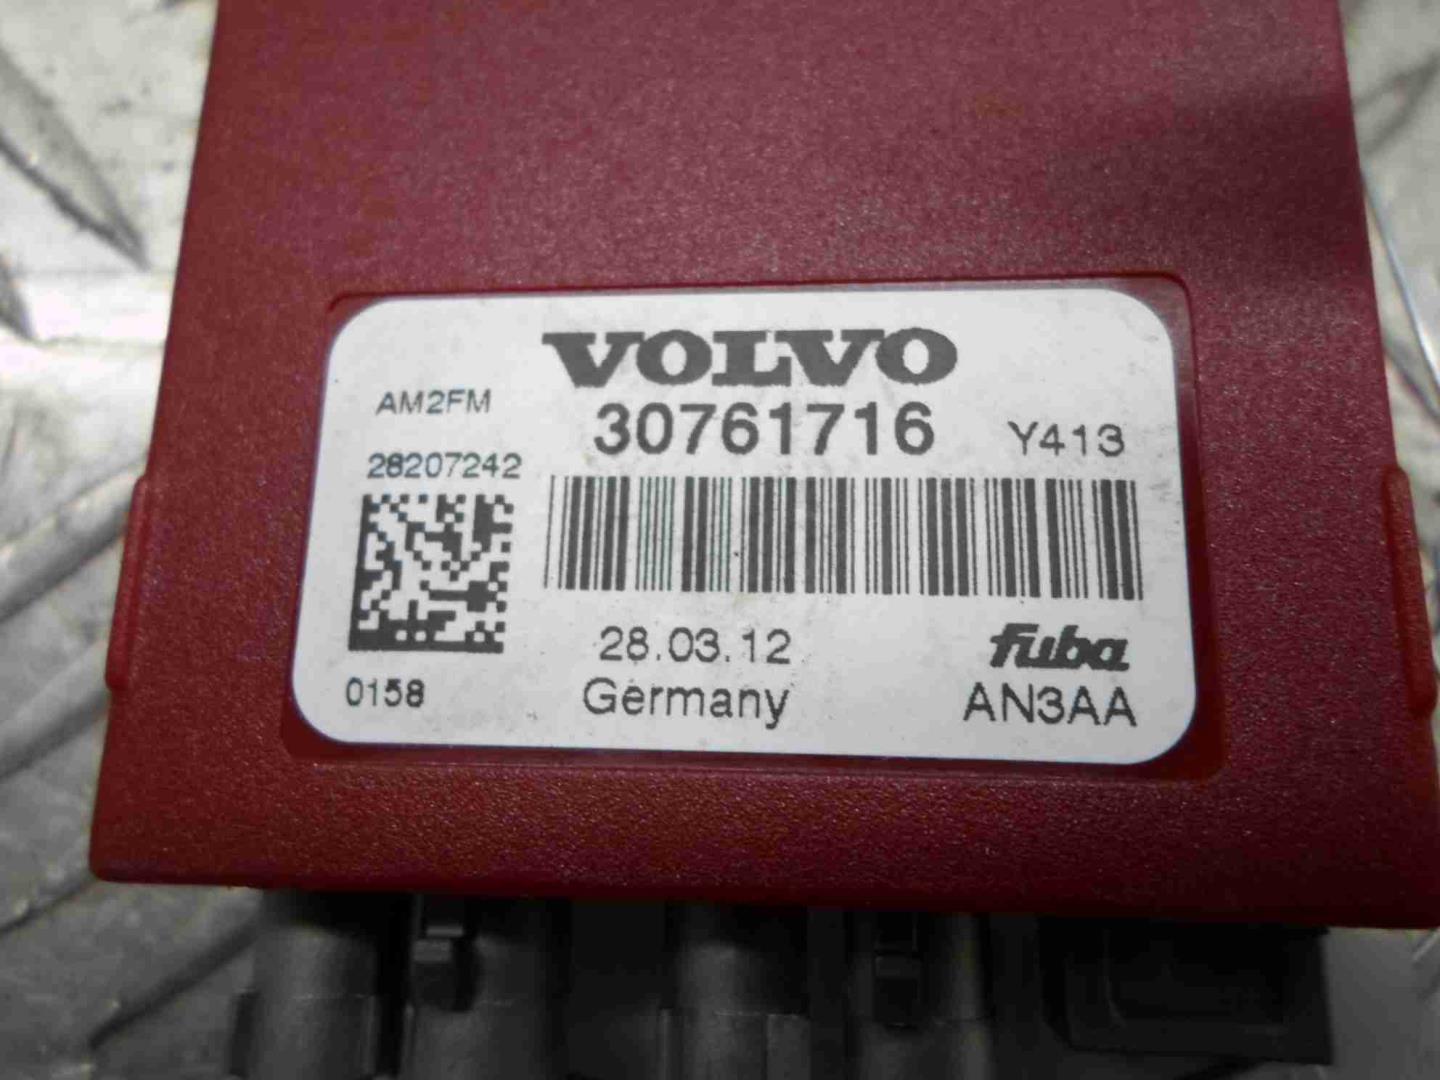 VOLVO
AM2FM
30761716
Y413
28207242
28.03.12
fuba
0158
Germany
AN3AA